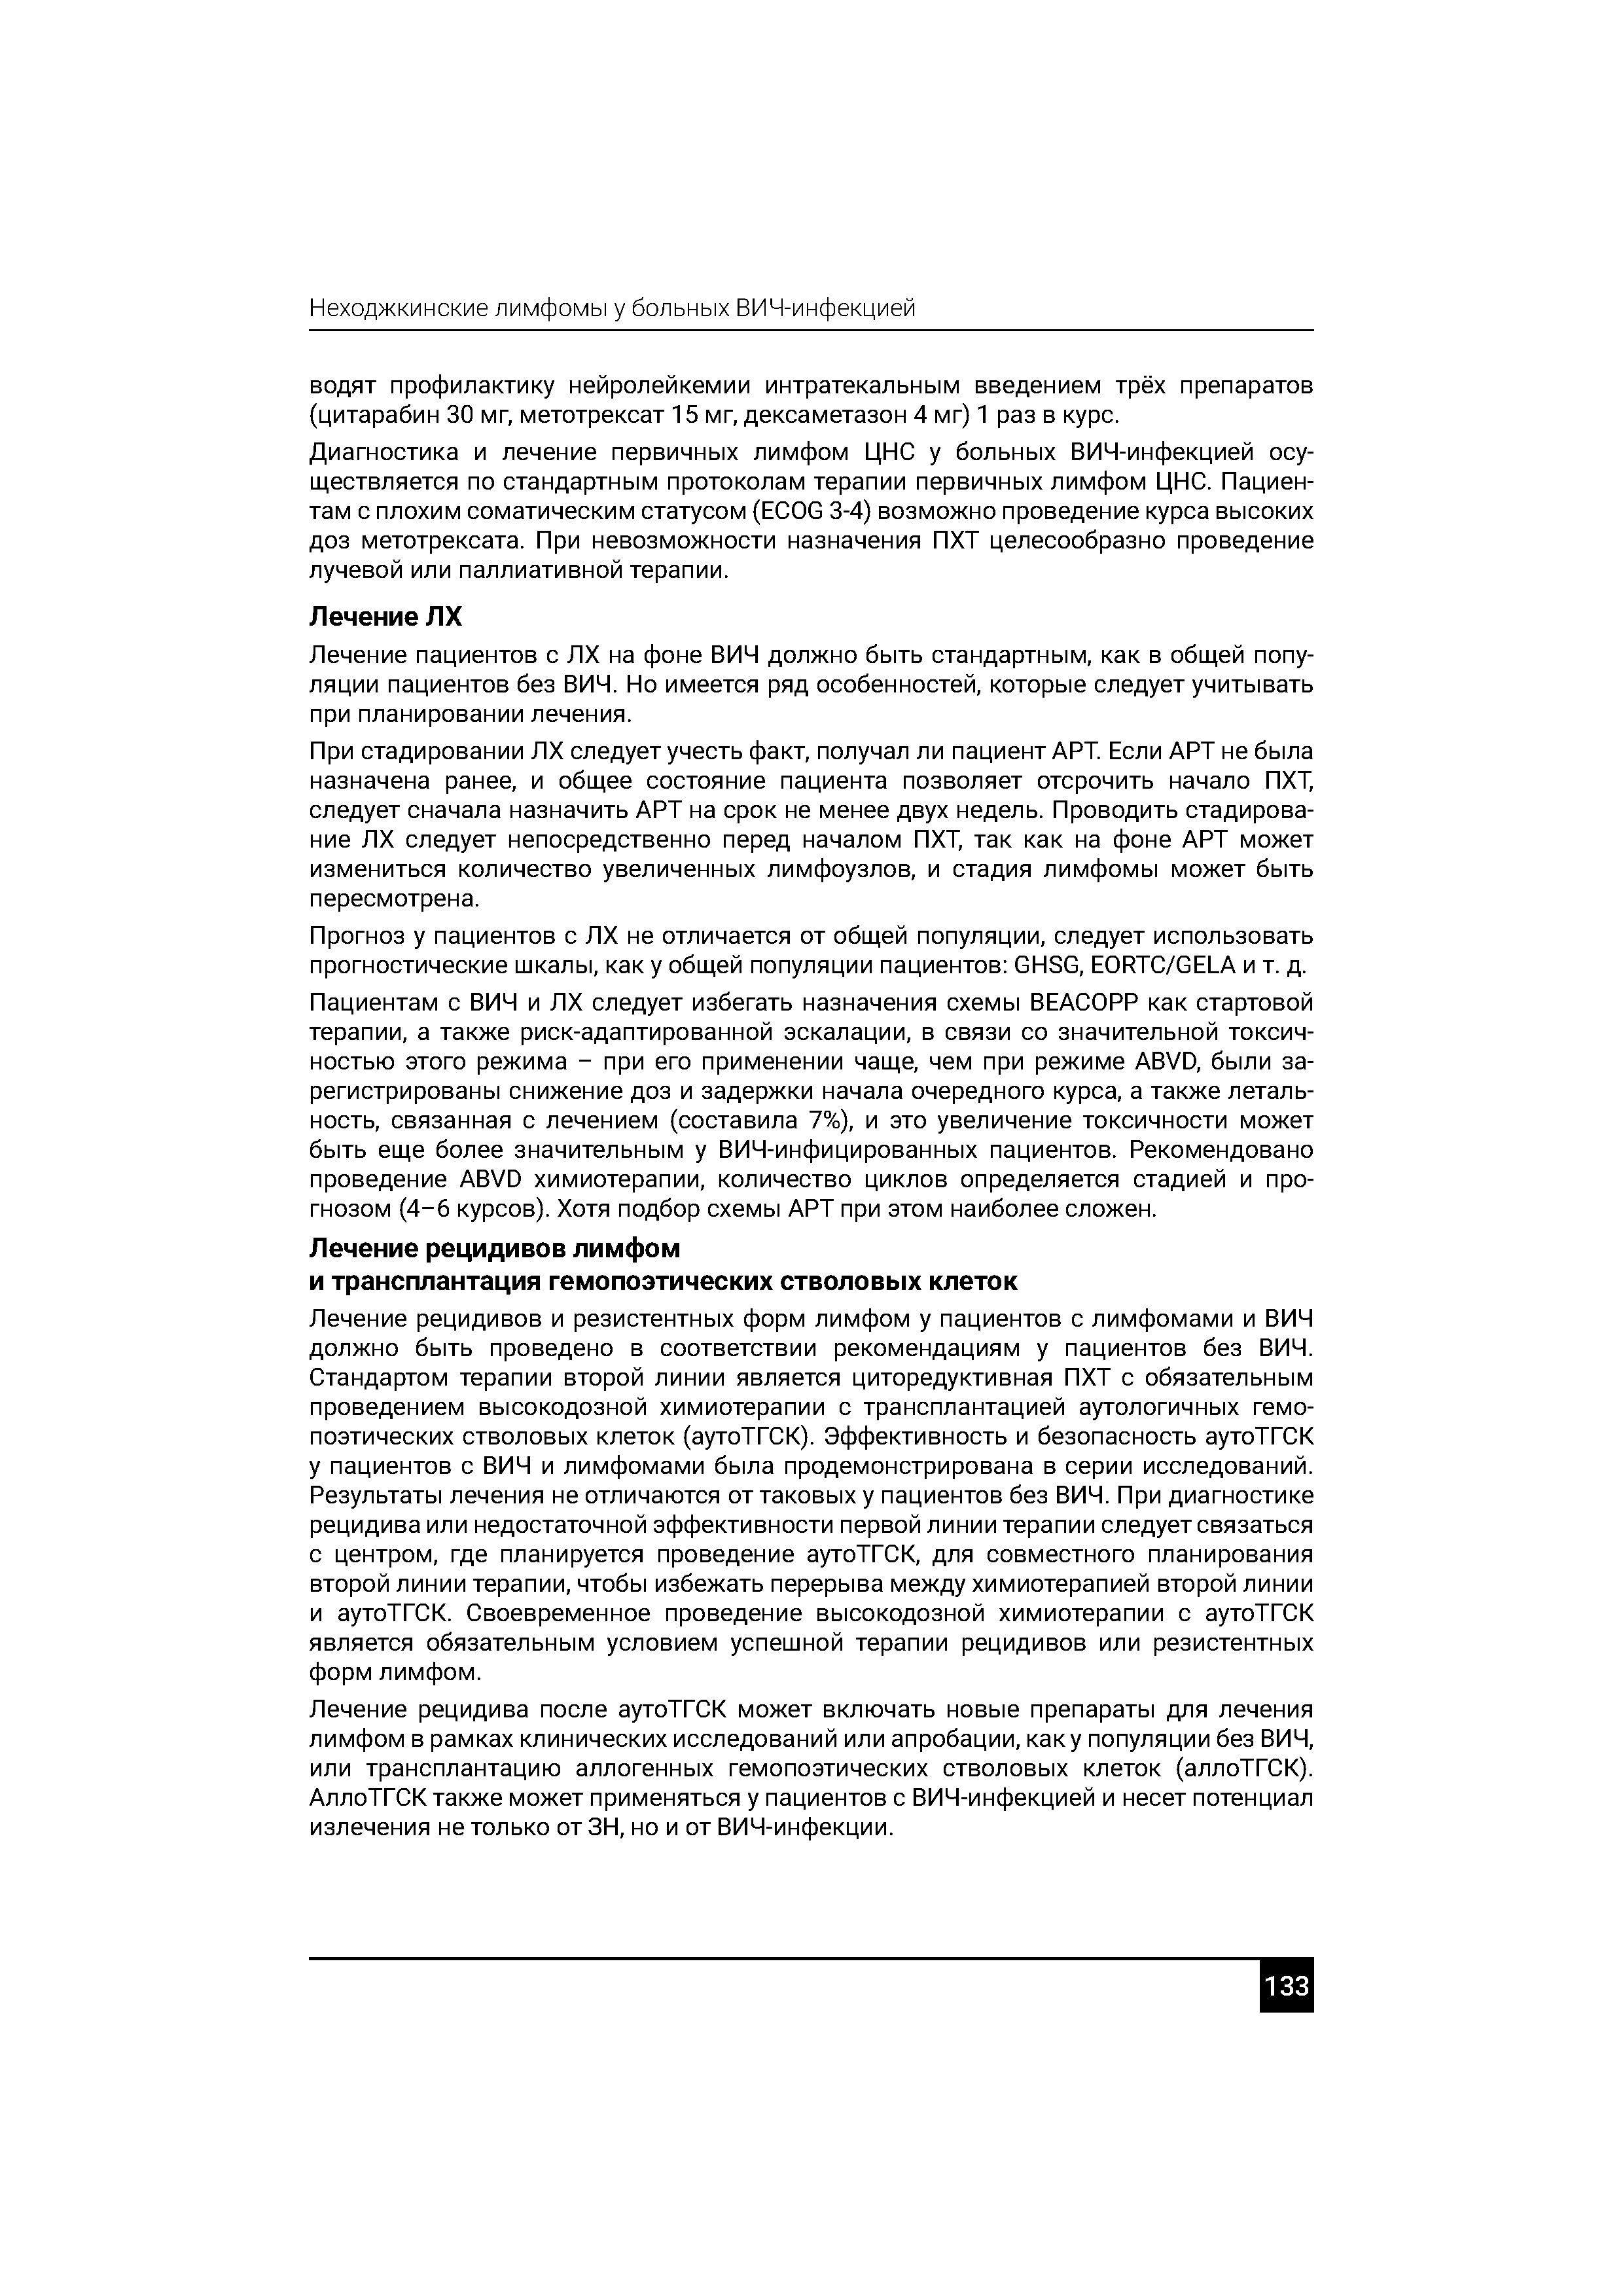 Неходжкинские лимфомы у больных ВИЧ-инфекцией
водят профилактику нейролейкемии интратекальным введением трёх препаратов
(цитарабин 30 мг, метотрексат 15 мг, дексаметазон 4 мг) 1 раз в курс.
Диагностика и лечение первичных лимфом ЦНС у больных ВИЧ-инфекцией осу-
ществляется по стандартным протоколам терапии первичных лимфом ЦНС. Пациен-
там с плохим соматическим статусом (ECOG 3-4) возможно проведение курса высоких
доз метотрексата. При невозможности назначения ПХТ целесообразно проведение
лучевой или паллиативной терапии.
Лечение ЛХ
Лечение пациентов с ЛХ на фоне ВИЧ должно быть стандартным, как в общей попу-
ляции пациентов без ВИЧ. Но имеется ряд особенностей, которые следует учитывать
при планировании лечения.
При стадировании ЛХ следует учесть факт, получал ли пациент АРТ. Если АРТ не была
назначена ранее, и общее состояние пациента позволяет отсрочить начало ПХТ,
следует сначала назначить АРТ на срок не менее двух недель. Проводить стадирова-
ние ЛХ следует непосредственно перед началом ПХТ, так как на фоне АРТ может
измениться количество увеличенных лимфоузлов, и стадия лимфомы может быть
пересмотрена.
Прогноз у пациентов с ЛХ не отличается от общей популяции, следует использовать
прогностические шкалы, как у общей популяции пациентов: GHSG, EORTC/GELA и т. д.
Пациентам с ВИЧ и ЛХ следует избегать назначения схемы BEACOPP как стартовой
терапии, а также риск-адаптированной эскалации, в связи со значительной токсич-
ностью этого режима – при его применении чаще, чем при режиме ABVD, были за-
регистрированы снижение доз и задержки начала очередного курса, а также леталь-
ность, связанная с лечением (составила 7%), и это увеличение токсичности может
быть еще более значительным у ВИЧ-инфицированных пациентов. Рекомендовано
проведение ABVD химиотерапии, количество циклов определяется стадией и про-
гнозом (4–6 курсов). Хотя подбор схемы АРТ при этом наиболее сложен.
Лечение рецидивов лимфом
и трансплантация гемопоэтических стволовых клеток
Лечение рецидивов и резистентных форм лимфом у пациентов с лимфомами и ВИЧ
должно быть проведено в соответствии рекомендациям у пациентов без ВИЧ.
Стандартом терапии второй линии является циторедуктивная ПХТ с обязательным
проведением высокодозной химиотерапии с трансплантацией аутологичных гемо-
поэтических стволовых клеток (аутоТГСК). Эффективность и безопасность аутоТГСК
у пациентов с ВИЧ и лимфомами была продемонстрирована в серии исследований.
Результаты лечения не отличаются от таковых у пациентов без ВИЧ. При диагностике
рецидива или недостаточной эффективности первой линии терапии следует связаться
с центром, где планируется проведение аутоТГСК, для совместного планирования
второй линии терапии, чтобы избежать перерыва между химиотерапией второй линии
и аутоТГСК. Своевременное проведение высокодозной химиотерапии с аутоТГСК
является обязательным условием успешной терапии рецидивов или резистентных
форм лимфом.
Лечение рецидива после аутоТГСК может включать новые препараты для лечения
лимфом в рамках клинических исследований или апробации, как у популяции без ВИЧ,
или трансплантацию аллогенных гемопоэтических стволовых клеток (аллоТГСК).
АллоТГСК также может применяться у пациентов с ВИЧ-инфекцией и несет потенциал
излечения не только от ЗН, но и от ВИЧ-инфекции.
133